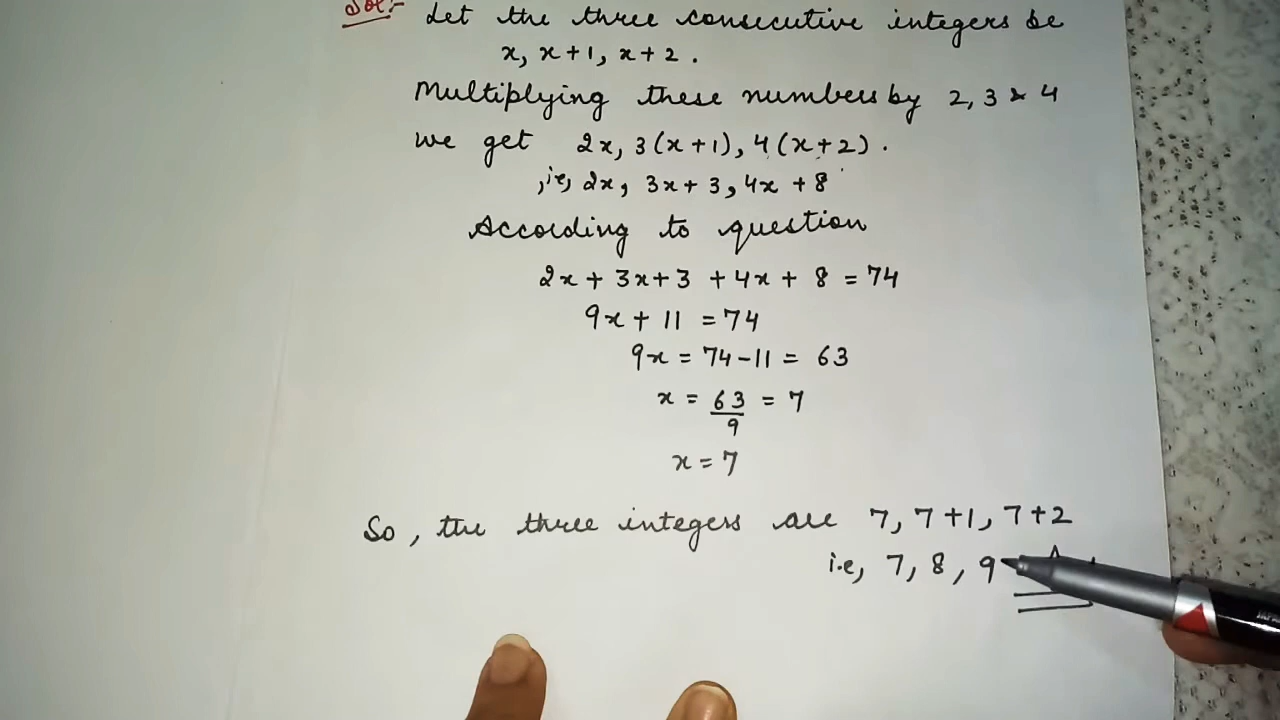 Sol:-
Let the three consecutive integers be
x, x+1, x+2.
Multiplying these numbers by 2, 3 & 4
we get 2x, 3(x+1), 4(x+2).
,ie, 2x, 3x+3, 4x+8
According to question
2x + 3x+3 + 4x + 8 = 74
9x + 11 = 74
9x = 74-11 = 63
x = 63/9 = 7
x = 7
So, the three integers are 7, 7+1, 7+2
i.e, 7, 8, 9